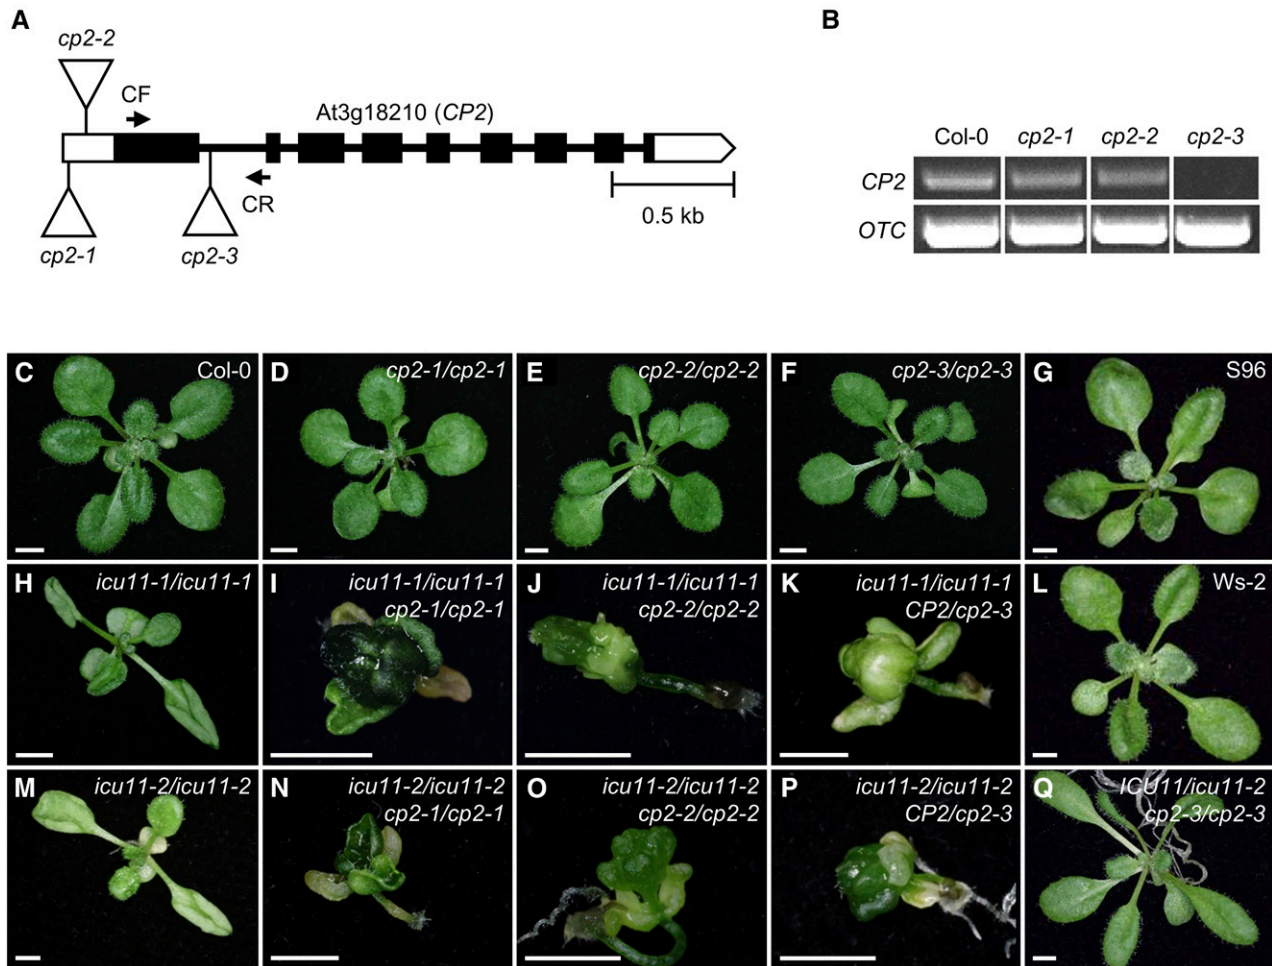 A
cp2-2
CF
At3g18210 (CP2)
CR
0.5 kb
cp2-1
cp2-3
B
Col-0 cp2-1 cp2-2 cp2-3
CP2
OTC
C Col-0
D cp2-1/cp2-1
E cp2-2/cp2-2
F cp2-3/cp2-3
G S96
H icu11-1/icu11-1
I icu11-1/icu11-1
cp2-1/cp2-1
J icu11-1/icu11-1
cp2-2/cp2-2
K icu11-1/icu11-1
CP2/cp2-3
L Ws-2
M icu11-2/icu11-2
N icu11-2/icu11-2
cp2-1/cp2-1
O icu11-2/icu11-2
cp2-2/cp2-2
P icu11-2/icu11-2
CP2/cp2-3
Q ICU11/icu11-2
cp2-3/cp2-3